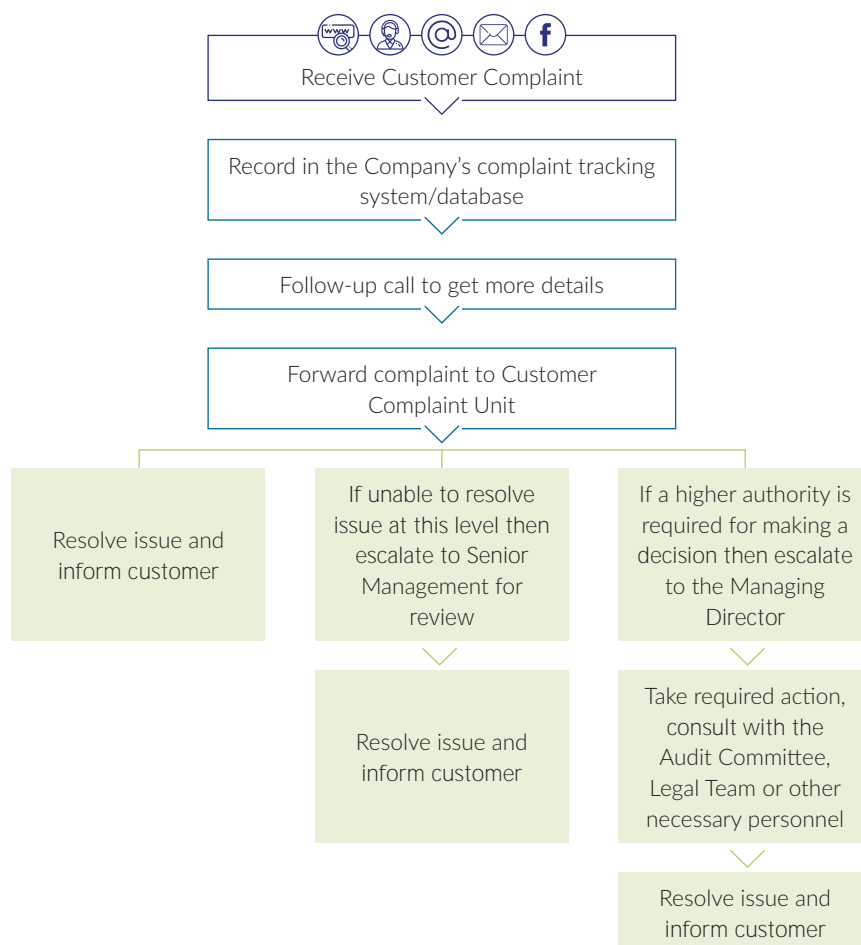 www
@
f
Receive Customer Complaint
Record in the Company's complaint tracking
system/database
Follow-up call to get more details
Forward complaint to Customer
Complaint Unit
Resolve issue and
inform customer
If unable to resolve
issue at this level then
escalate to Senior
Management for
review
Resolve issue and
inform customer
If a higher authority is
required for making a
decision then escalate
to the Managing
Director
Take required action,
consult with the
Audit Committee,
Legal Team or other
necessary personnel
Resolve issue and
inform customer